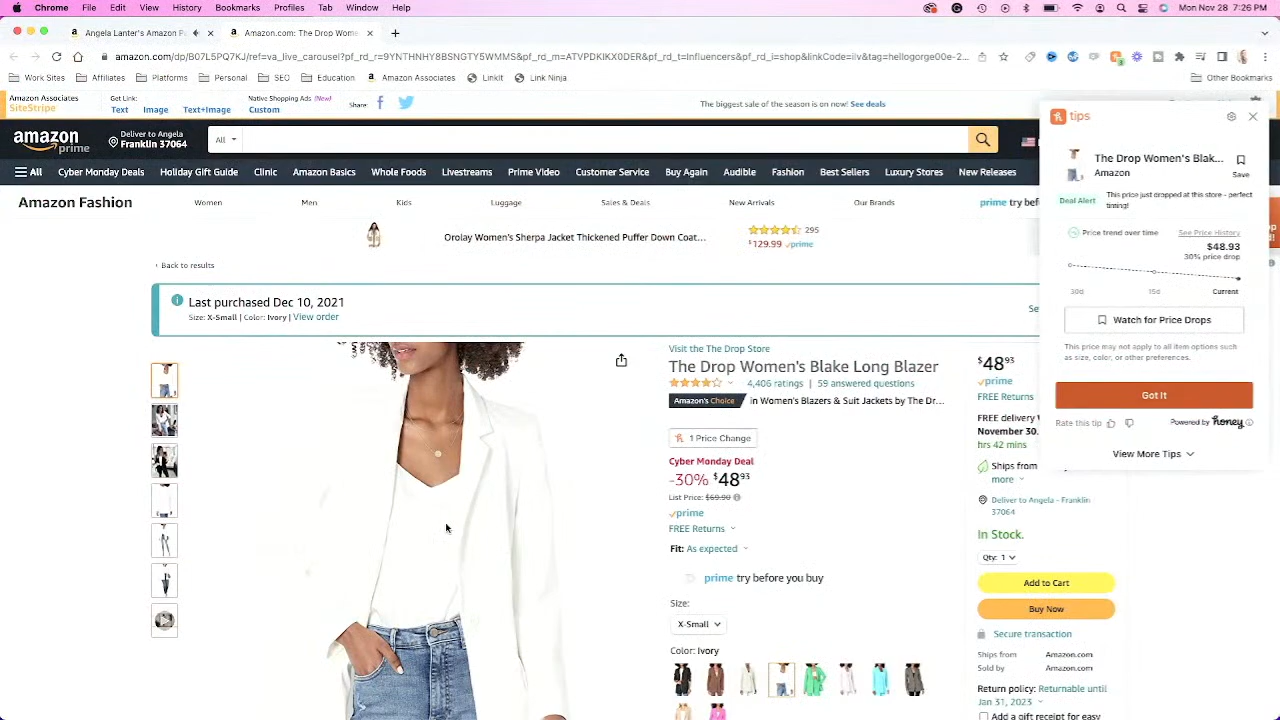 Chrome File Edit View History Bookmarks Profiles Tab Window Help
Mon Nov 28 7:26 PM
Angela Lanter's Amazon P
Amazon.com: The Drop Wome
amazon.com/dp/B07L5PQ7KJ/
Other Bookmarks
Work Sites Affiliates Platforms Personal SEO Education Amazon Associates Linkit Link Ninja
Amazon Associates
SiteStripe
Get Link:
Text Image Text+Image
Native Shopping Ads (New)
Custom
Share:
The biggest sale of the season is on now! See deals
amazon
prime
Deliver to Angela
Franklin 37064
All
All Cyber Monday Deals Holiday Gift Guide Clinic Amazon Basics Whole Foods Livestreams Prime Video Customer Service Buy Again Audible Fashion Best Sellers Luxury Stores New Releases
Amazon Fashion Women Men Kids Luggage Sales & Deals New Arrivals Our Brands prime try bef
Orolay Women's Sherpa Jacket Thickened Puffer Down Coat...
295
$129.99 prime
‹ Back to results
Last purchased Dec 10, 2021
Size: X-Small | Color: Ivory | View order
Se
Visit the The Drop Store
The Drop Women's Blake Long Blazer
4,406 ratings | 59 answered questions
Amazon's Choice in Women's Blazers & Suit Jackets by The Dr...
1 Price Change
Cyber Monday Deal
-30% $48 93
List Price: $69.90
prime
FREE Returns
Fit: As expected
prime try before you buy
Size:
X-Small
Color: Ivory
$48 93
prime
FREE Returns
FREE delivery
November 30.
hrs 42 mins
Ships from
more
Deliver to Angela - Franklin
37064
In Stock.
Qty: 1
Add to Cart
Buy Now
Secure transaction
Ships from Amazon.com
Sold by Amazon.com
Return policy: Returnable until
Jan 31, 2023
Add a gift receipt for easy
tips
The Drop Women's Blak...
Amazon
Save
Deal Alert
This price just dropped at this store - perfect
timing!
Price trend over time
See Price History
$48.93
30% price drop
30d 15d Current
Watch for Price Drops
This price may not apply to all item options such
as size, color, or other preferences.
Got It
Rate this tip
Powered by honey
View More Tips